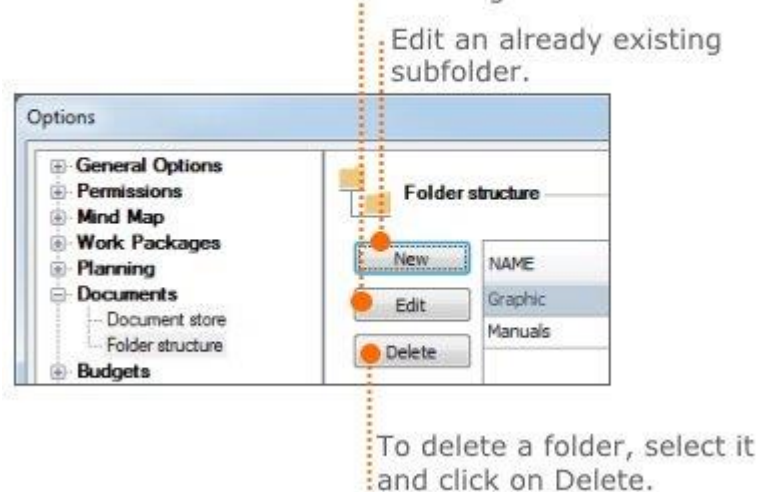 Edit an already existing
subfolder.
Options
General Options
Permissions
Mind Map
Work Packages
Planning
Documents
Document store
Folder structure
Budgets
Folder structure
New
Edit
Delete
NAME
Graphic
Manuals
To delete a folder, select it
and click on Delete.